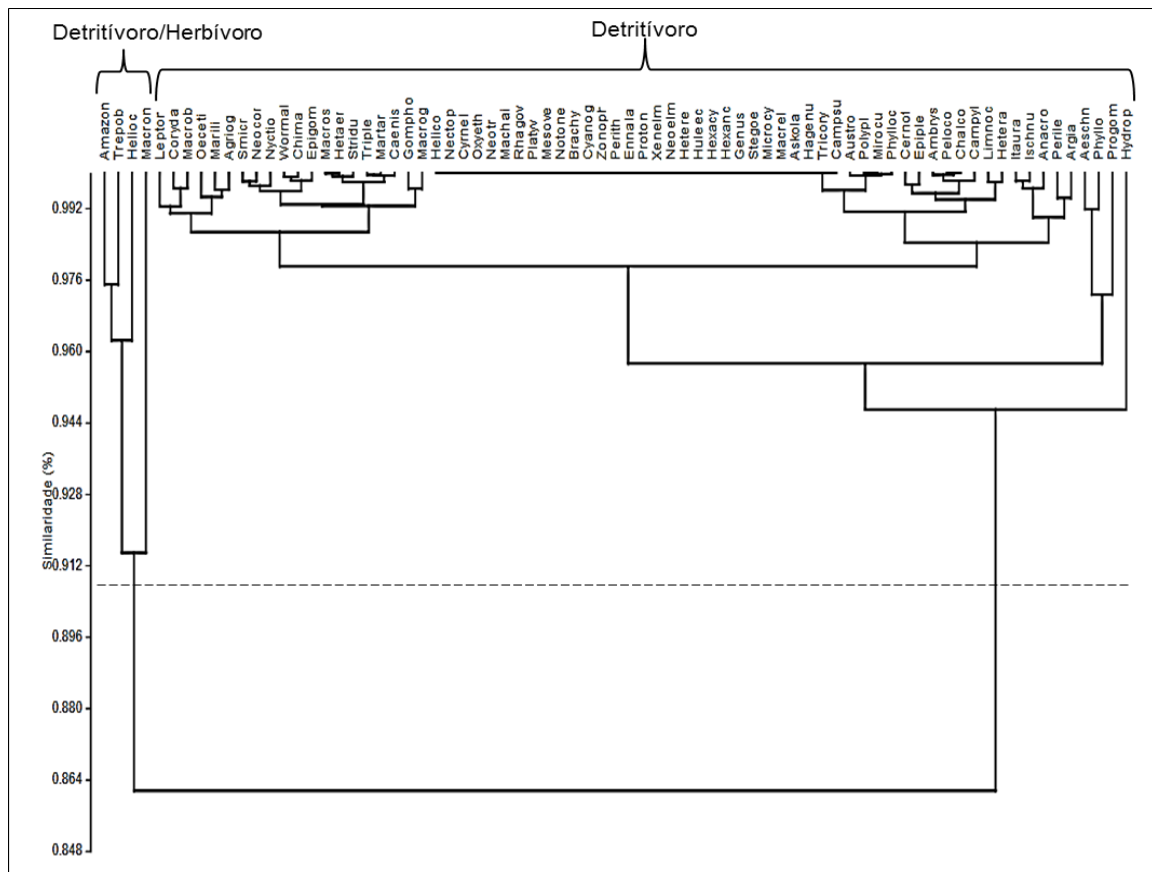 Detritívoro/Herbívoro
Detritívoro
Amazon
Trepob
Helioc
Macron
Leptor
Coryda
Macrob
Oeceti
Marili
Agriog
Smicr
Neocor
Nyctio
Wormal
Chima
Epigom
Macros
Hetaer
Stridu
Triple
Martar
Caenis
Gompho
Macrog
Helico
Nectop
Cyrnel
Oxyeth
Neotr
Machai
Rhagov
Platyv
Mesove
Notone
Brachy
Cyanog
Zonopr
Perith
Ernala
Proton
Xenelm
Neoelm
Hetere
Huleec
Hexacy
Hexanc
Genus
Stegoe
Microcy
Macrel
Askola
Hagenu
Tricory
Campsu
Austro
Polypl
Mirocu
Phylloc
Cernot
Epiple
Ambrys
Peloco
Chalco
Campyl
Limnoc
Hetera
Itaura
Ischnu
Anacro
Perile
Argia
Aeschn
Phyllo
Progom
Hydrop
Similaridade (%)
0.992
0.976
0.960
0.944
0.928
0.912
0.896
0.880
0.864
0.848